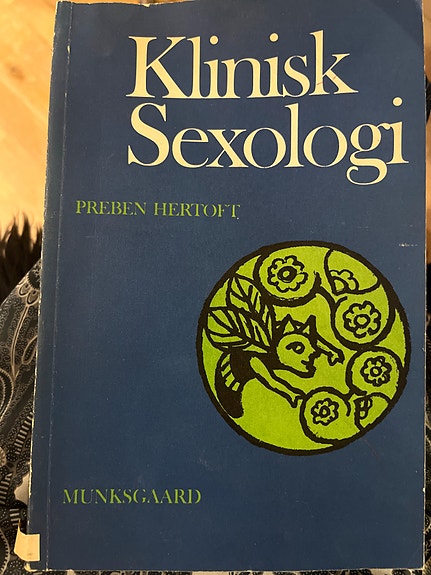 Klinisk
Sexologi
PREBEN HERTOFT
MUNKSGAARD